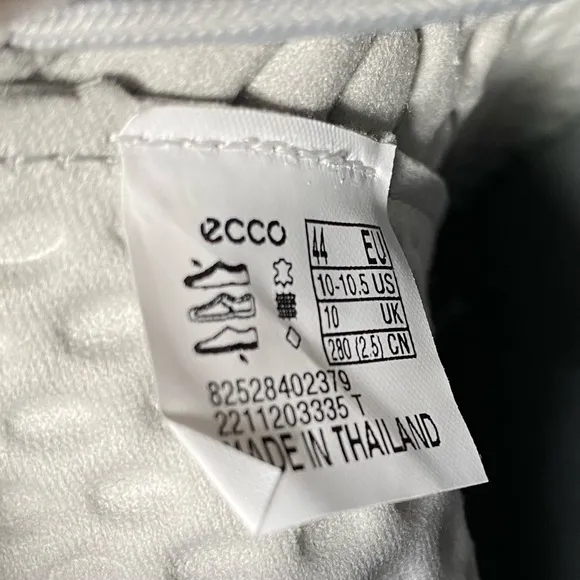 ecco
44 EU
10-10.5 US
10 UK
280 (2.5) CN
82528402379
2211203335 T
MADE IN THAILAND